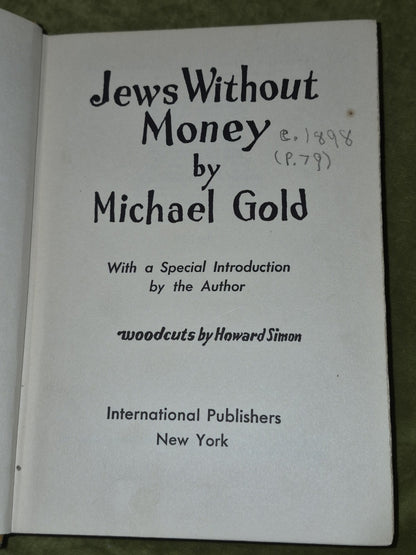 Jews Without
Money
c. 1898
(P.79)
by
Michael Gold
With a Special Introduction
by the Author
woodcuts by Howard Simon
International Publishers
New York